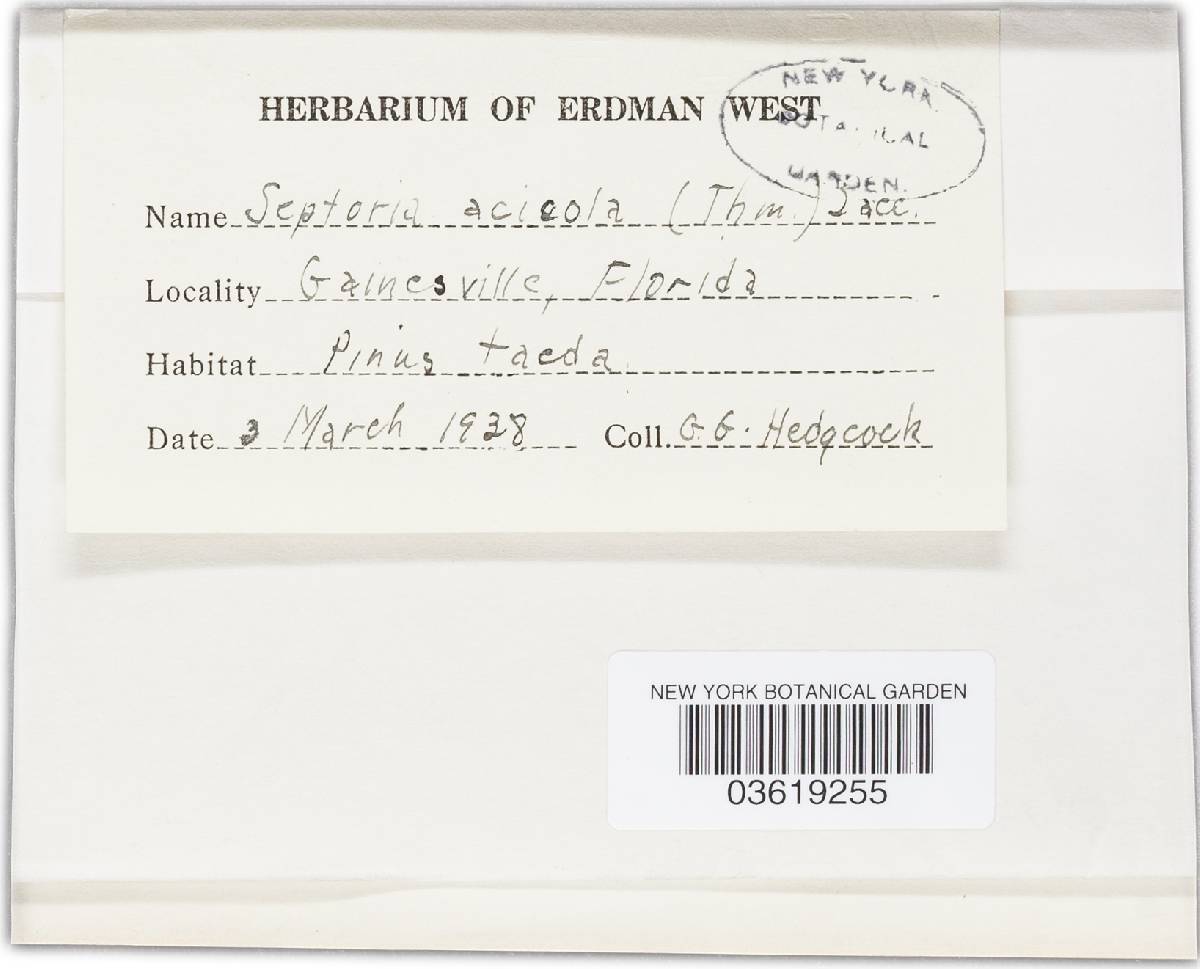 HERBARIUM OF ERDMAN WEST
NEW YORK
BOTANICAL
GARDEN.
Name Septoria acicola (Thm.) Sacc.
Locality Gainesville, Florida
Habitat Pinus taeda
Date 3 March 1938 Coll. G G. Hedgcock
NEW YORK BOTANICAL GARDEN
03619255